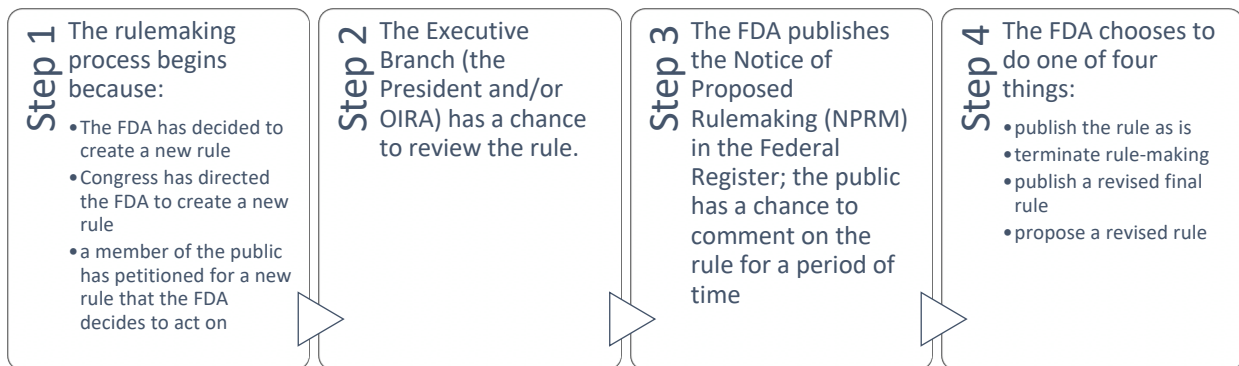 Step 1
The rulemaking
process begins
because:
•The FDA has decided to
create a new rule
•Congress has directed
the FDA to create a new
rule
•a member of the public
has petitioned for a new
rule that the FDA
decides to act on
Step 2
The Executive
Branch (the
President and/or
OIRA) has a chance
to review the rule.
Step 3
The FDA publishes
the Notice of
Proposed
Rulemaking (NPRM)
in the Federal
Register; the public
has a chance to
comment on the
rule for a period of
time
Step 4
The FDA chooses to
do one of four
things:
•publish the rule as is
•terminate rule-making
•publish a revised final
rule
•propose a revised rule